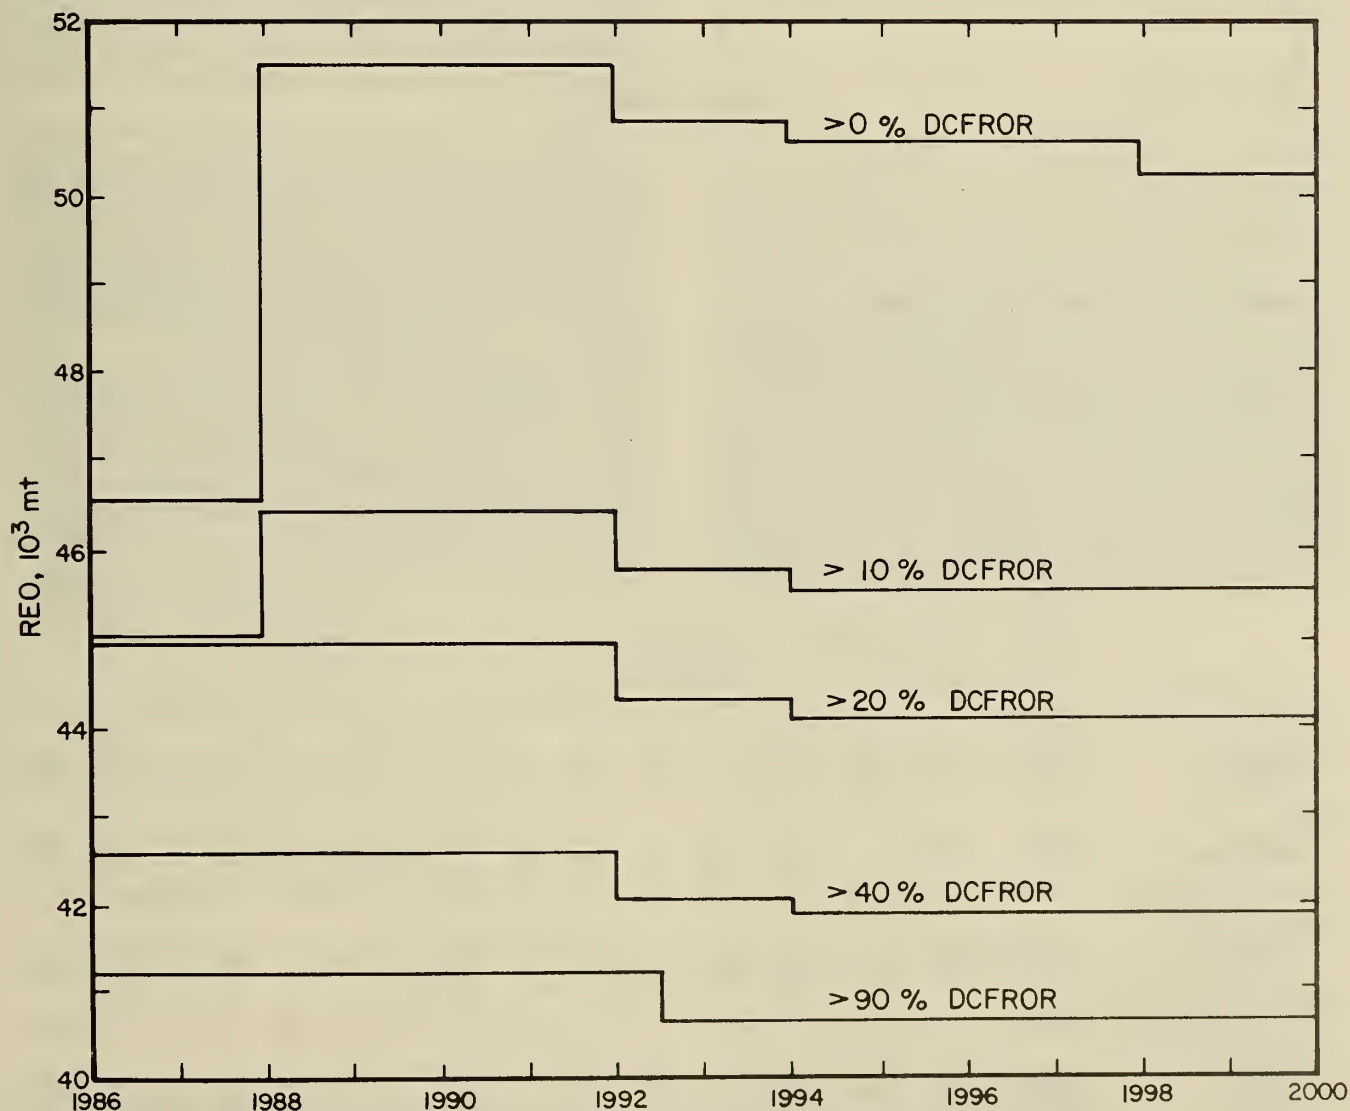 52
50
48
46
44
42
40
REO, 10³ mt
>0 % DCFROR
> 10 % DCFROR
>20 % DCFROR
>40 % DCFROR
>90 % DCFROR
1986 1988 1990 1992 1994 1996 1998 2000